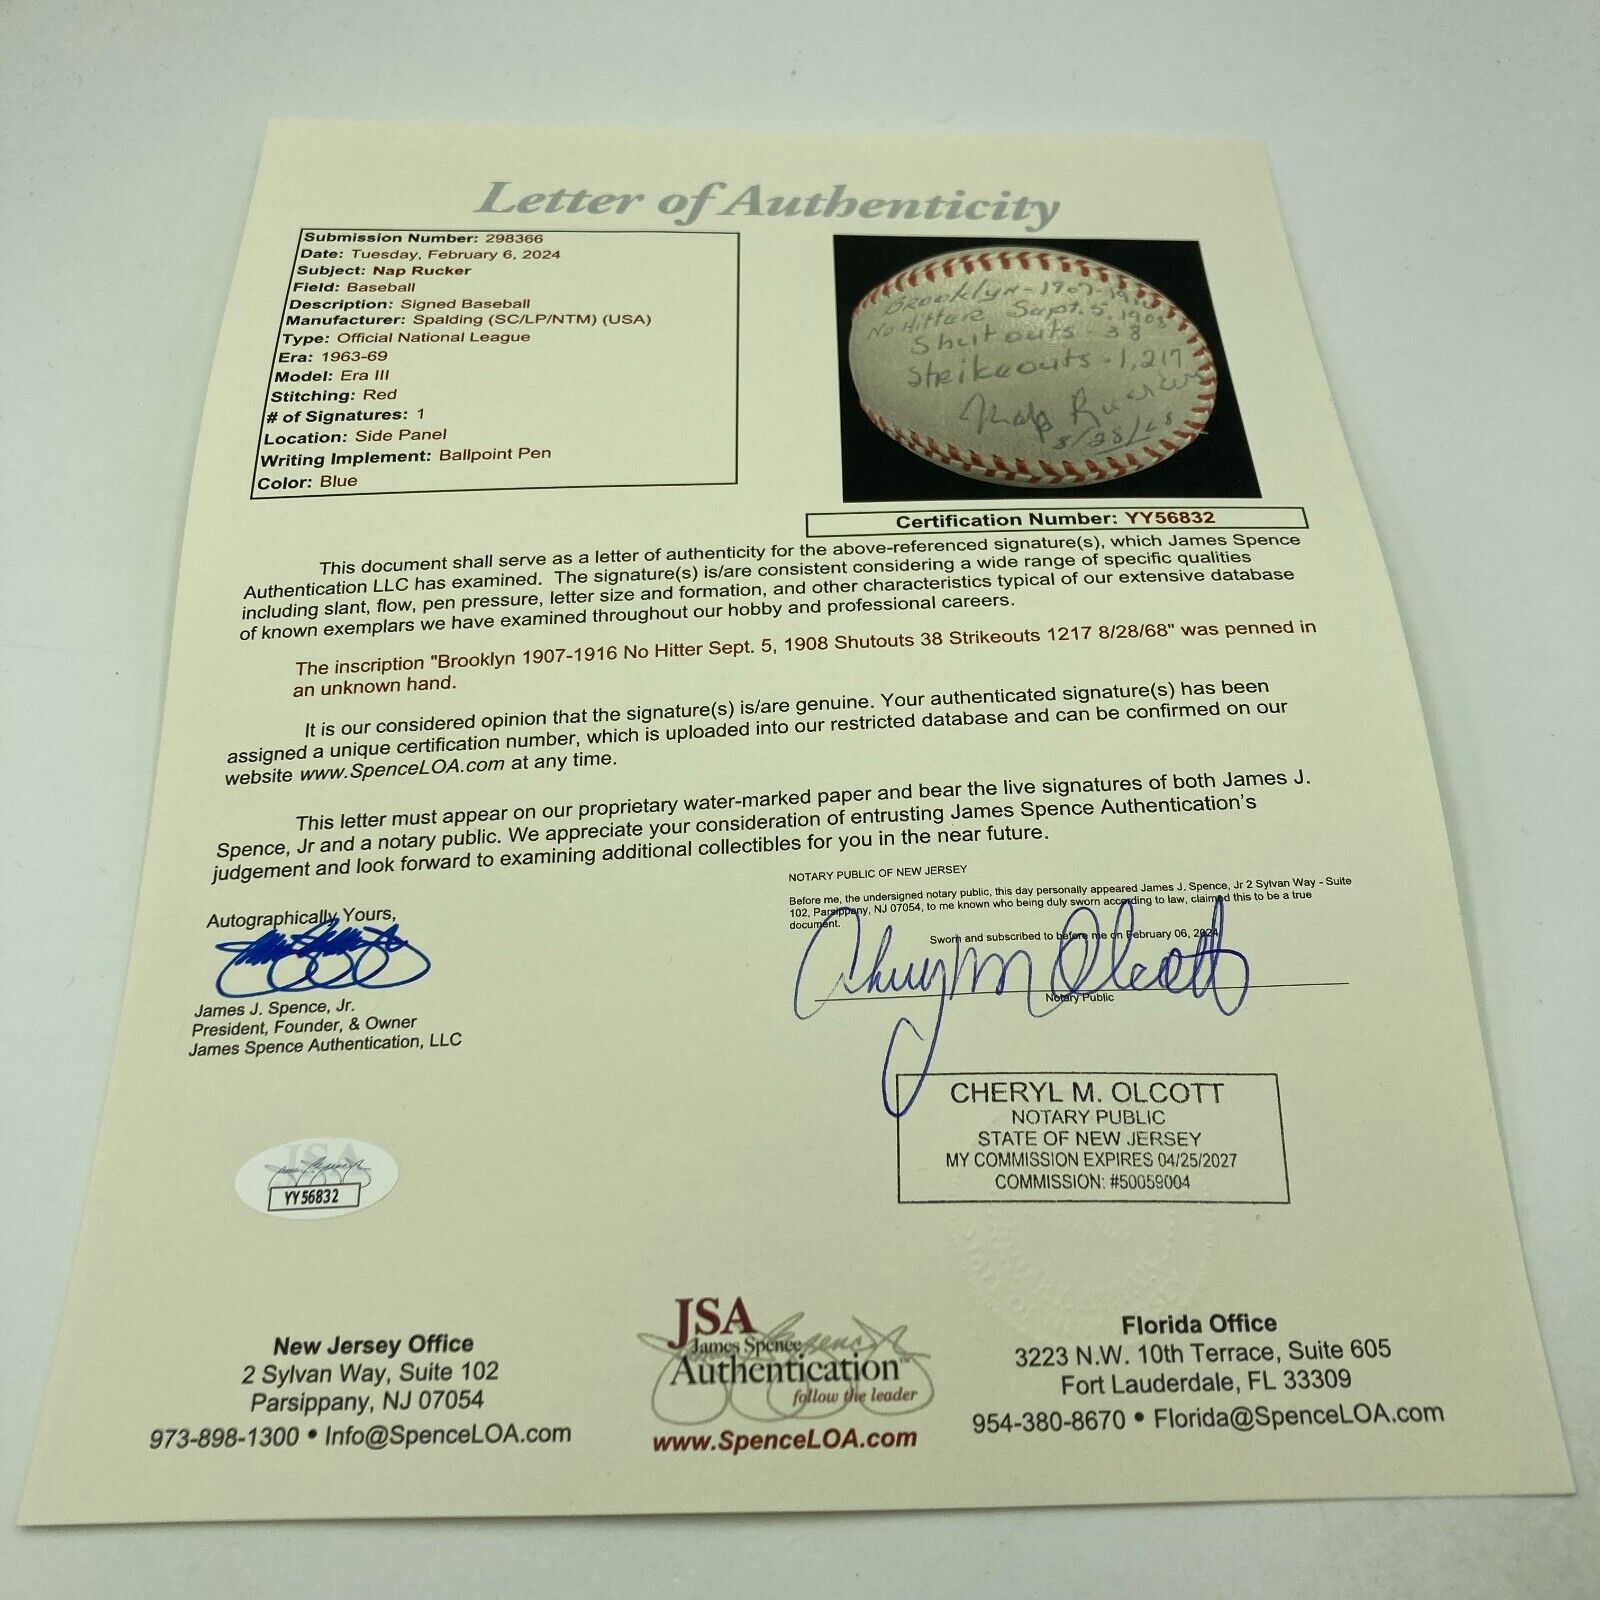 Letter of Authenticity
Submission Number: 298366
Date: Tuesday, February 6, 2024
Subject: Nap Rucker
Field: Baseball
Description: Signed Baseball
Manufacturer: Spalding (SC/LP/NTM) (USA)
Type: Official National League
Era: 1963-69
Model: Era III
Stitching: Red
# of Signatures: 1
Location: Side Panel
Writing Implement: Ballpoint Pen
Color: Blue
Brooklyn - 1907-1916
No Hitter Sept. 5, 1908
Shutouts - 38
Strikeouts - 1,217
Nap Rucker
8/28/68
Certification Number: YY56832
This document shall serve as a letter of authenticity for the above-referenced signature(s), which James Spence
Authentication LLC has examined. The signature(s) is/are consistent considering a wide range of specific qualities
including slant, flow, pen pressure, letter size and formation, and other characteristics typical of our extensive database
of known exemplars we have examined throughout our hobby and professional careers.
The inscription "Brooklyn 1907-1916 No Hitter Sept. 5, 1908 Shutouts 38 Strikeouts 1217 8/28/68" was penned in
an unknown hand.
It is our considered opinion that the signature(s) is/are genuine. Your authenticated signature(s) has been
assigned a unique certification number, which is uploaded into our restricted database and can be confirmed on our
website www.SpenceLOA.com at any time.
This letter must appear on our proprietary water-marked paper and bear the live signatures of both James J.
Spence, Jr and a notary public. We appreciate your consideration of entrusting James Spence Authentication's
judgement and look forward to examining additional collectibles for you in the near future.
NOTARY PUBLIC OF NEW JERSEY
Before me, the undersigned notary public, this day personally appeared James J. Spence, Jr 2 Sylvan Way - Suite
102, Parsippany, NJ 07054, to me known who being duly sworn according to law, claimed this to be a true
document.
Sworn and subscribed to before me on February 06, 2024
Cheryl M Olcott
Notary Public
Autographically Yours,
James J. Spence, Jr.
President, Founder, & Owner
James Spence Authentication, LLC
CHERYL M. OLCOTT
NOTARY PUBLIC
STATE OF NEW JERSEY
MY COMMISSION EXPIRES 04/25/2027
COMMISSION: #50059004
JSA
YY56832
New Jersey Office
2 Sylvan Way, Suite 102
Parsippany, NJ 07054
973-898-1300 • Info@SpenceLOA.com
JSA
James Spence
Authentication™
follow the leader
www.SpenceLOA.com
Florida Office
3223 N.W. 10th Terrace, Suite 605
Fort Lauderdale, FL 33309
954-380-8670 • Florida@SpenceLOA.com